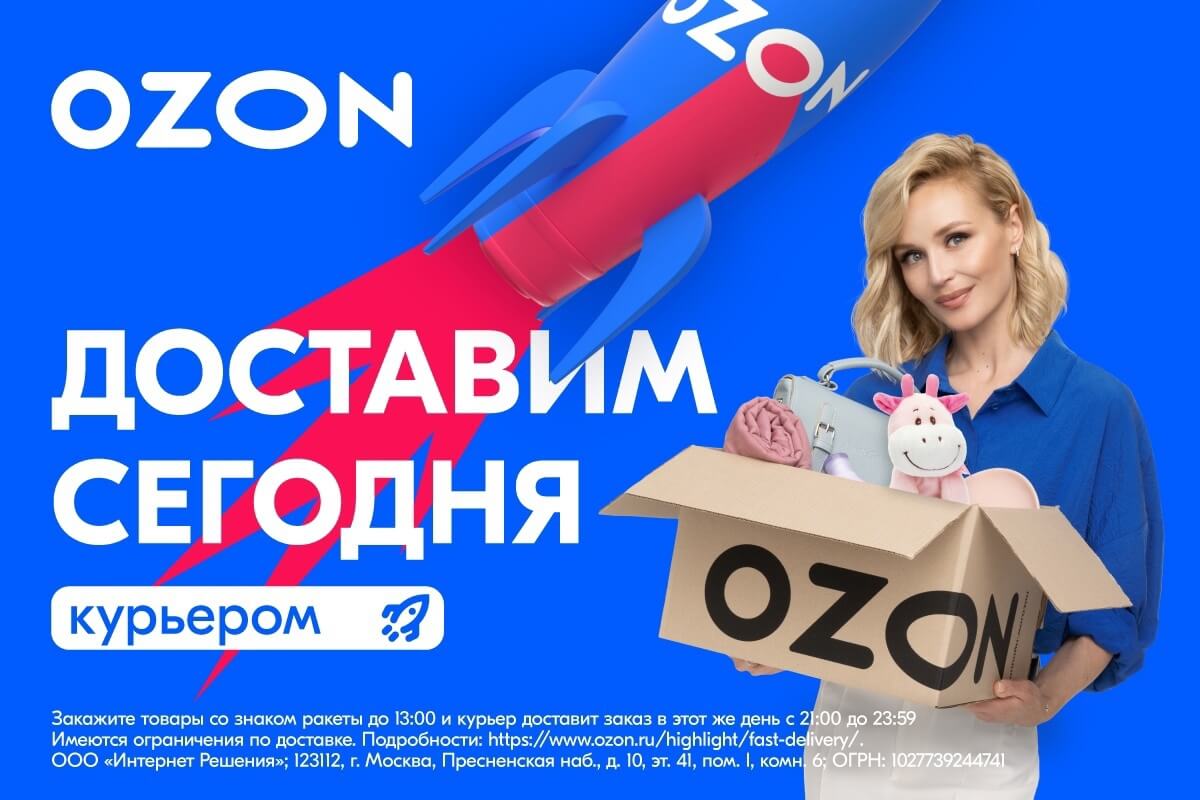 OZON
OZON
ДОСТАВИМ
СЕГОДНЯ
курьером
OZON
Закажите товары со знаком ракеты до 13:00 и курьер доставит заказ в этот же день с 21:00 до 23:59
Имеются ограничения по доставке. Подробности: https://www.ozon.ru/highlight/fast-delivery/.
ООО «Интернет Решения»; 123112, г. Москва, Пресненская наб., д. 10, эт. 41, пом. I, комн. 6; ОГРН: 1027739244741